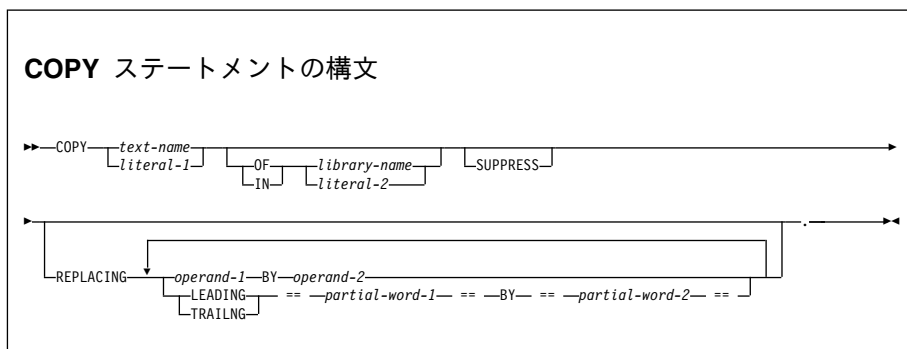 COPY ステートメントの構文
COPY text-name OF library-name SUPPRESS
literal-1 IN literal-2
.
REPLACING operand-1 BY operand-2
LEADING == partial-word-1 == BY == partial-word-2 ==
TRAILNG